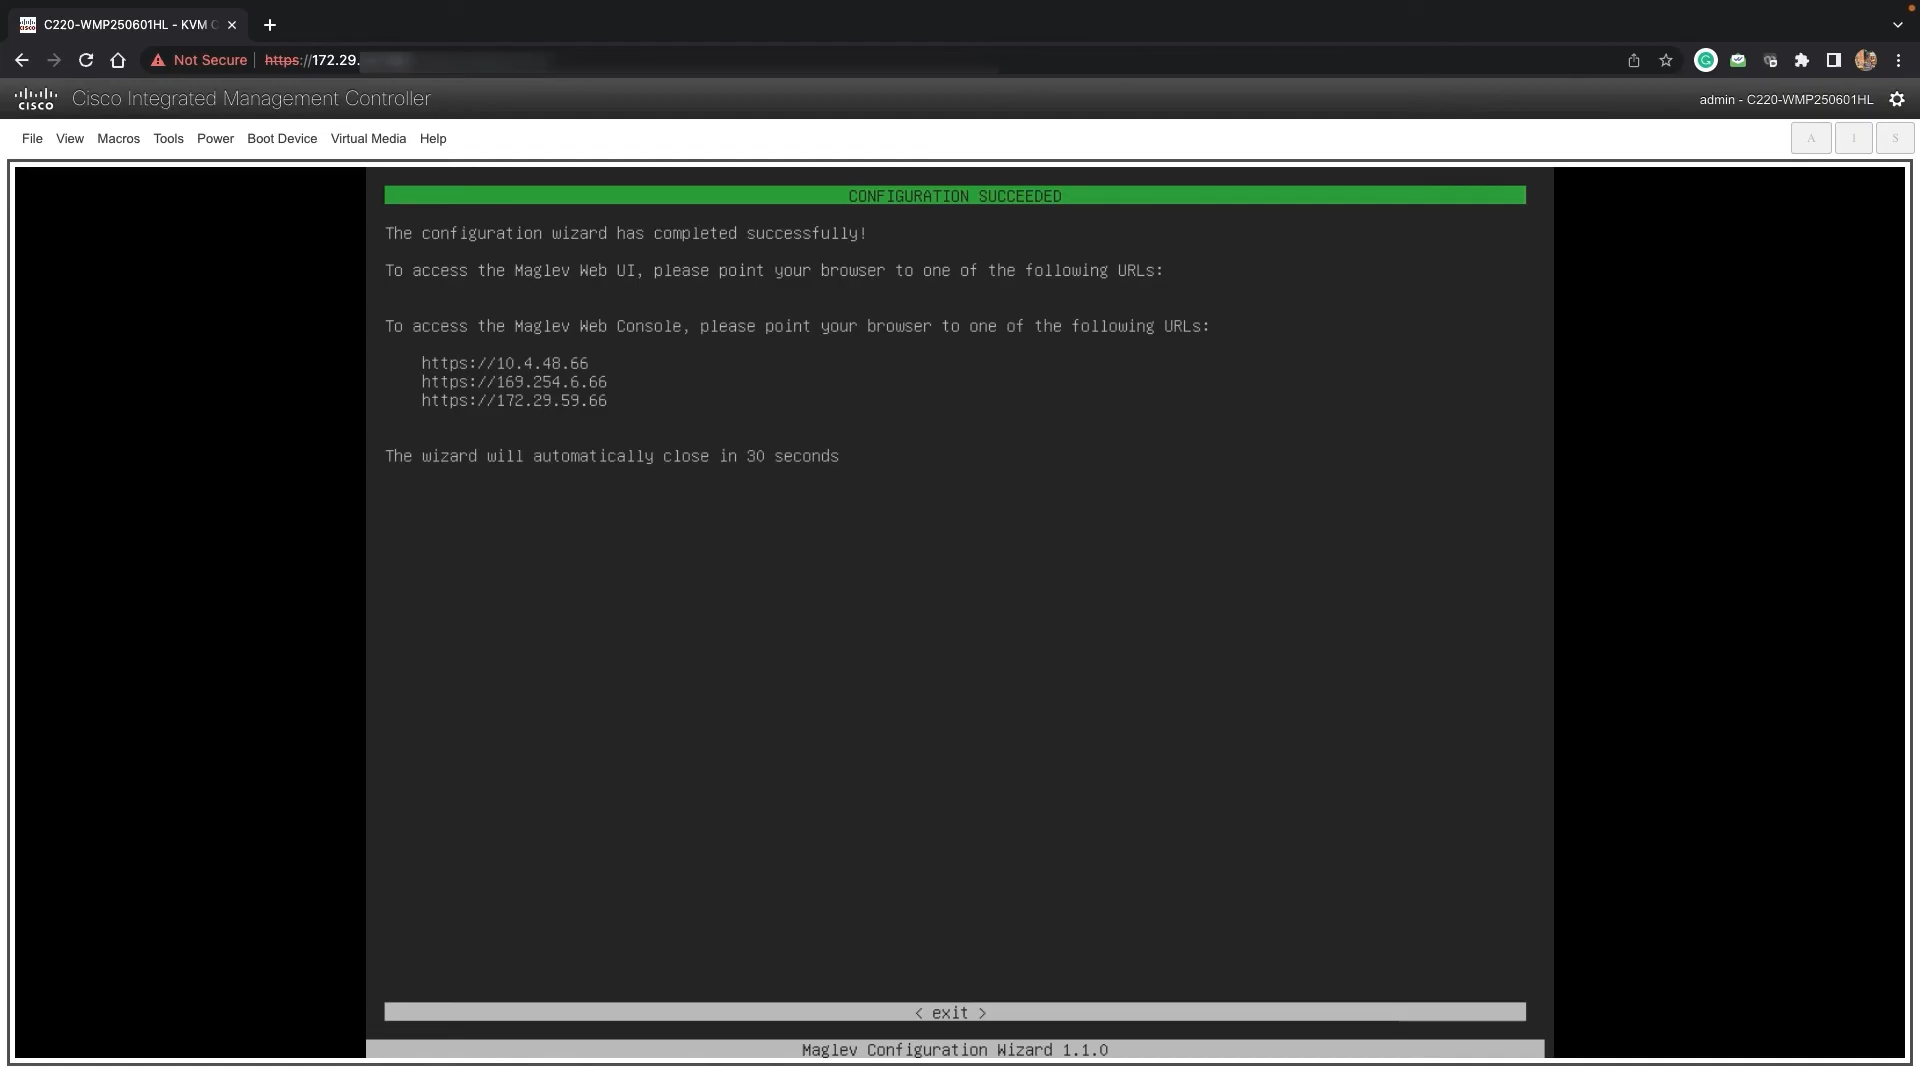 C220-WMP250601HL - KVM C
Not Secure https://172.29.
cisco Cisco Integrated Management Controller
admin - C220-WMP250601HL
File View Macros Tools Power Boot Device Virtual Media Help
A I S
CONFIGURATION SUCCEEDED
The configuration wizard has completed successfully!
To access the Maglev Web UI, please point your browser to one of the following URLs:
To access the Maglev Web Console, please point your browser to one of the following URLs:
https://10.4.48.66
https://169.254.6.66
https://172.29.59.66
The wizard will automatically close in 30 seconds
< exit >
Maglev Configuration Wizard 1.1.0